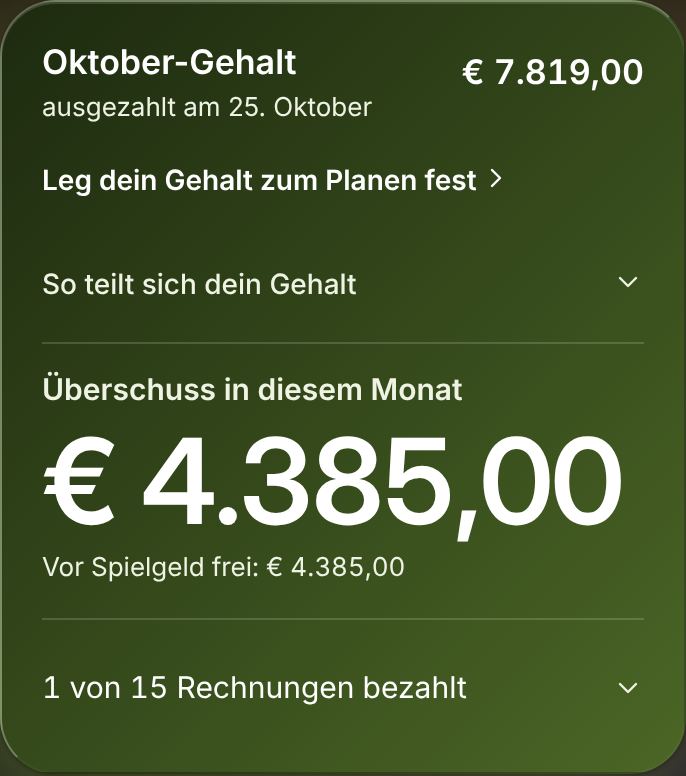 Oktober-Gehalt
€ 7.819,00
ausgezahlt am 25. Oktober
Leg dein Gehalt zum Planen fest
So teilt sich dein Gehalt
Überschuss in diesem Monat
€ 4.385,00
Vor Spielgeld frei: € 4.385,00
1 von 15 Rechnungen bezahlt